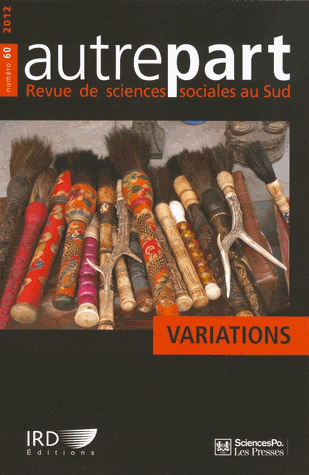 numéro 60 2012
autrepart
Revue de sciences sociales au Sud
VARIATIONS
IRD
Éditions
SciencesPo.
Les Presses